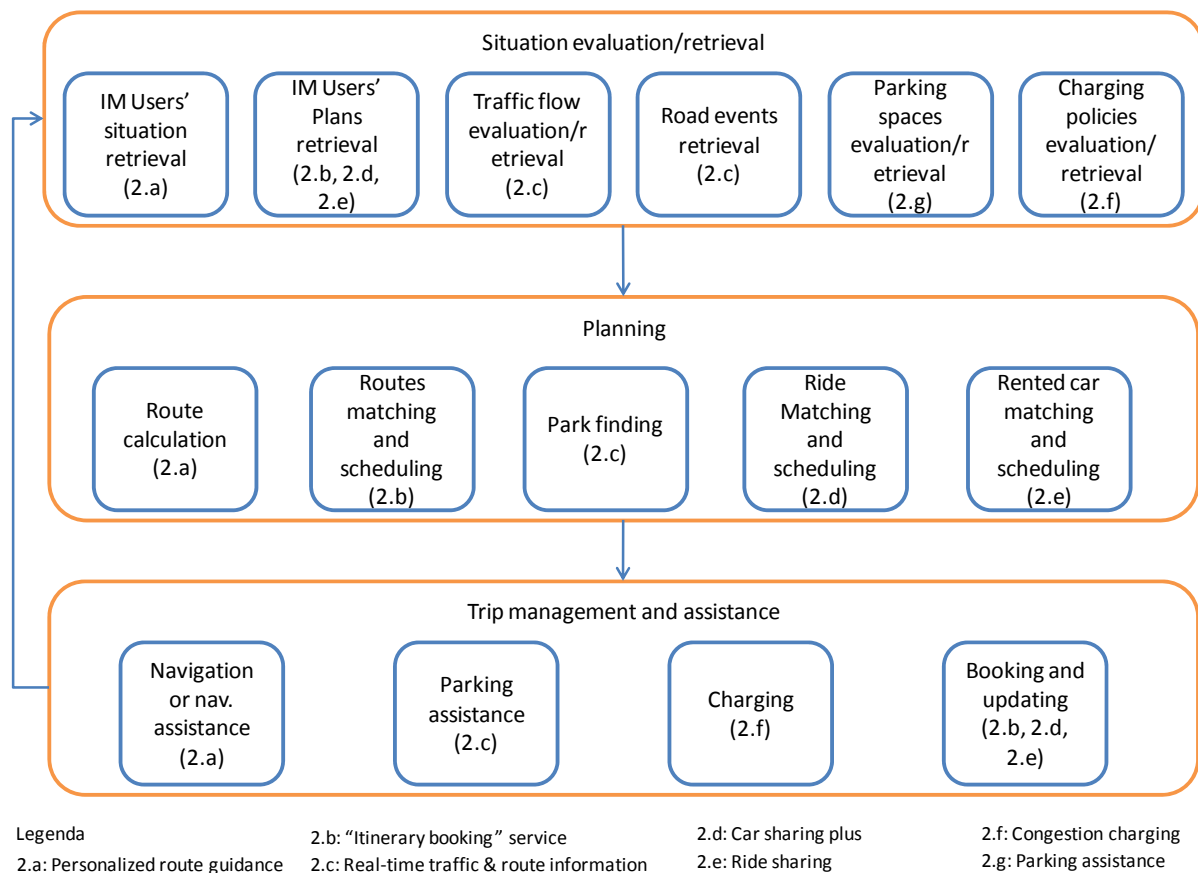 Situation evaluation/retrieval
IM Users’
situation
retrieval
(2.a)
IM Users’
Plans
retrieval
(2.b, 2.d,
2.e)
Traffic flow
evaluation/r
etrieval
(2.c)
Road events
retrieval
(2.c)
Parking
spaces
evaluation/r
etrieval
(2.g)
Charging
policies
evaluation/
retrieval
(2.f)
Planning
Route
calculation
(2.a)
Routes
matching
and
scheduling
(2.b)
Park finding
(2.c)
Ride
Matching
and
scheduling
(2.d)
Rented car
matching
and
scheduling
(2.e)
Trip management and assistance
Navigation
or nav.
assistance
(2.a)
Parking
assistance
(2.c)
Charging
(2.f)
Booking and
updating
(2.b, 2.d,
2.e)
Legenda
2.a: Personalized route guidance
2.b: “Itinerary booking” service
2.c: Real-time traffic & route information
2.d: Car sharing plus
2.e: Ride sharing
2.f: Congestion charging
2.g: Parking assistance